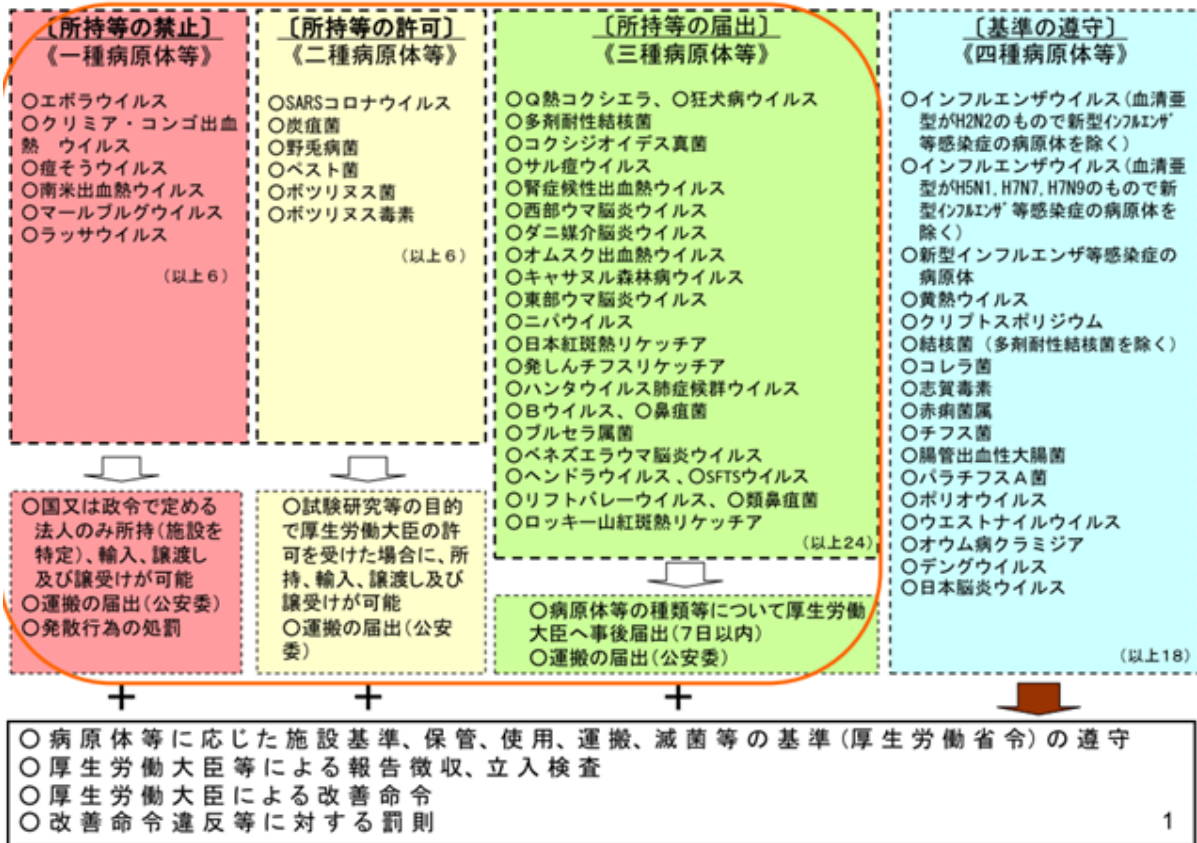 〔所持等の禁止〕
《一種病原体等》
○エボラウイルス
○クリミア・コンゴ出血
熱 ウイルス
○痘そうウイルス
○南米出血熱ウイルス
○マールブルグウイルス
○ラッサウイルス
(以上6)
○国又は政令で定める
法人のみ所持(施設を
特定)、輸入、譲渡し
及び譲受けが可能
○運搬の届出(公安委)
○発散行為の処罰
〔所持等の許可〕
《二種病原体等》
○SARSコロナウイルス
○炭疽菌
○野兎病菌
○ペスト菌
○ボツリヌス菌
○ボツリヌス毒素
(以上6)
○試験研究等の目的
で厚生労働大臣の許
可を受けた場合に、所
持、輸入、譲渡し及び
譲受けが可能
○運搬の届出(公安
委)
〔所持等の届出〕
《三種病原体等》
○Q熱コクシエラ、○狂犬病ウイルス
○多剤耐性結核菌
○コクシジオイデス真菌
○サル痘ウイルス
○腎症候性出血熱ウイルス
○西部ウマ脳炎ウイルス
○ダニ媒介脳炎ウイルス
○オムスク出血熱ウイルス
○キャサヌル森林病ウイルス
○東部ウマ脳炎ウイルス
○ニパウイルス
○日本紅斑熱リケッチア
○発しんチフスリケッチア
○ハンタウイルス肺症候群ウイルス
○Bウイルス、○鼻疽菌
○ブルセラ属菌
○ベネズエラウマ脳炎ウイルス
○ヘンドラウイルス、○SFTSウイルス
○リフトバレーウイルス、○類鼻疽菌
○ロッキー山紅斑熱リケッチア
(以上24)
○病原体等の種類等について厚生労働
大臣へ事後届出(7日以内)
○運搬の届出(公安委)
〔基準の遵守〕
《四種病原体等》
○インフルエンザウイルス(血清亜
型がH2N2のもので新型インフルエンザ
等感染症の病原体を除く)
○インフルエンザウイルス(血清亜
型がH5N1, H7N7, H7N9のもので新
型インフルエンザ等感染症の病原体を
除く)
○新型インフルエンザ等感染症の
病原体
○黄熱ウイルス
○クリプトスポリジウム
○結核菌 (多剤耐性結核菌を除く)
○コレラ菌
○志賀毒素
○赤痢菌属
○チフス菌
○腸管出血性大腸菌
○パラチフスA菌
○ポリオウイルス
○ウエストナイルウイルス
○オウム病クラミジア
○デングウイルス
○日本脳炎ウイルス
(以上18)
+ + +
○病原体等に応じた施設基準、保管、使用、運搬、滅菌等の基準(厚生労働省令)の遵守
○厚生労働大臣等による報告徴収、立入検査
○厚生労働大臣による改善命令
○改善命令違反等に対する罰則
1